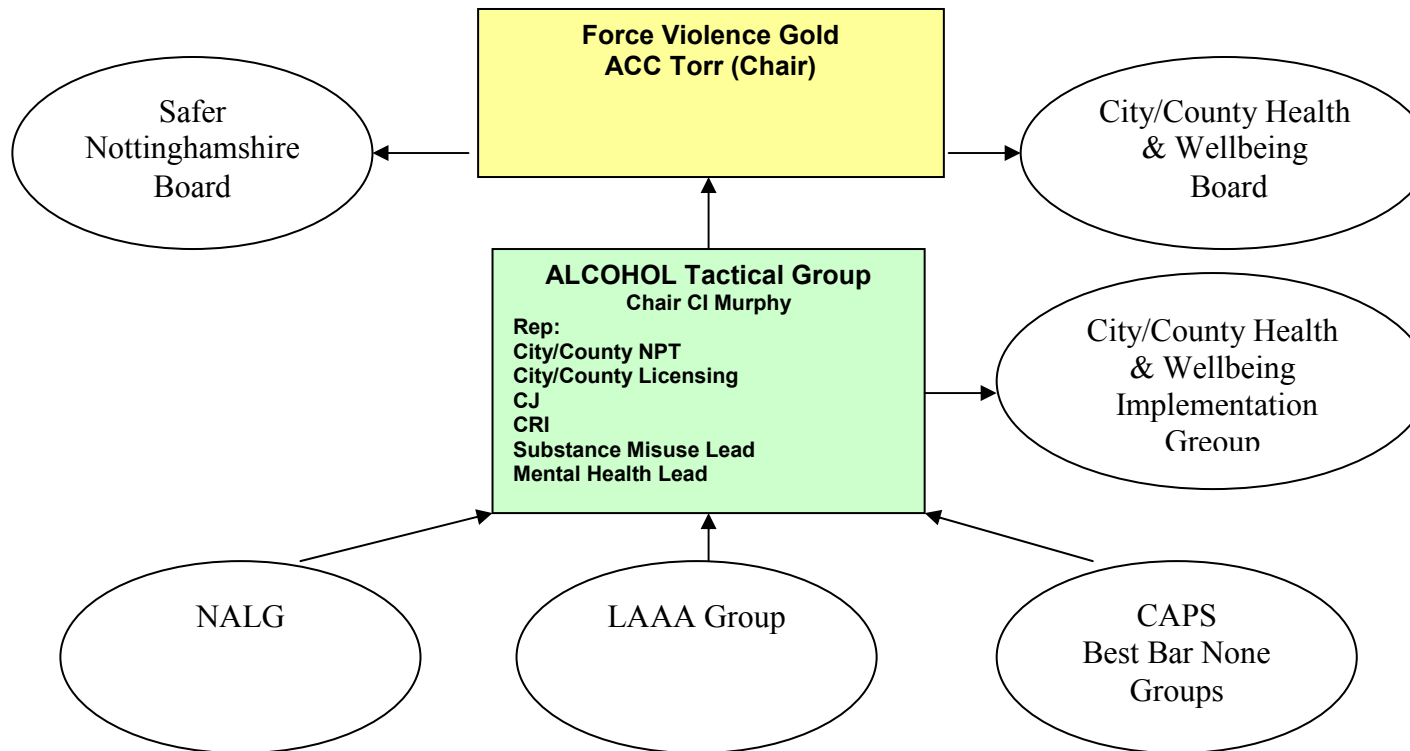 Force Violence Gold
ACC Torr (Chair)
Safer
Nottinghamshire
Board
City/County Health
& Wellbeing
Board
ALCOHOL Tactical Group
Chair CI Murphy
Rep:
City/County NPT
City/County Licensing
CJ
CRI
Substance Misuse Lead
Mental Health Lead
City/County Health
& Wellbeing
Implementation
Greoup
NALG
LAAA Group
CAPS
Best Bar None
Groups